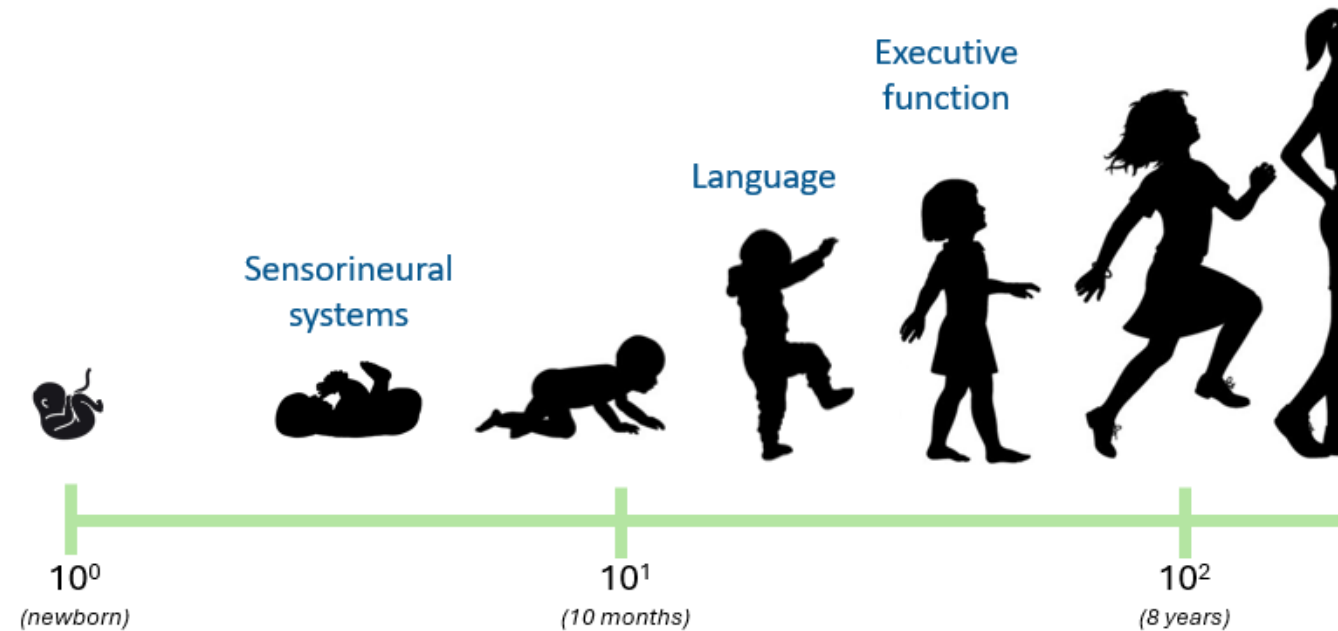 Executive
function
Language
Sensorineural
systems
10⁰
(newborn)
10¹
(10 months)
10²
(8 years)